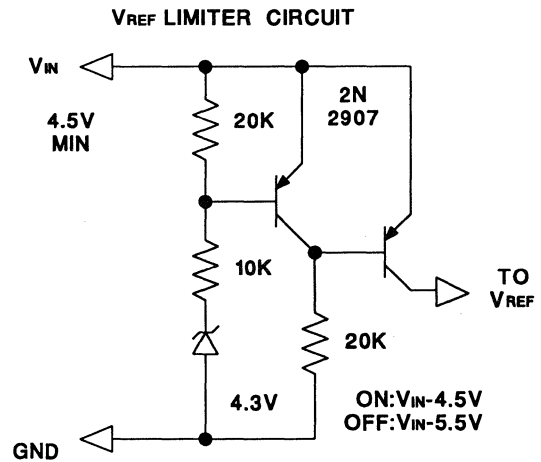 VREF LIMITER CIRCUIT
VIN
4.5V
MIN
20K
2N
2907
10K
TO
VREF
20K
4.3V
ON:VIN-4.5V
OFF:VIN-5.5V
GND